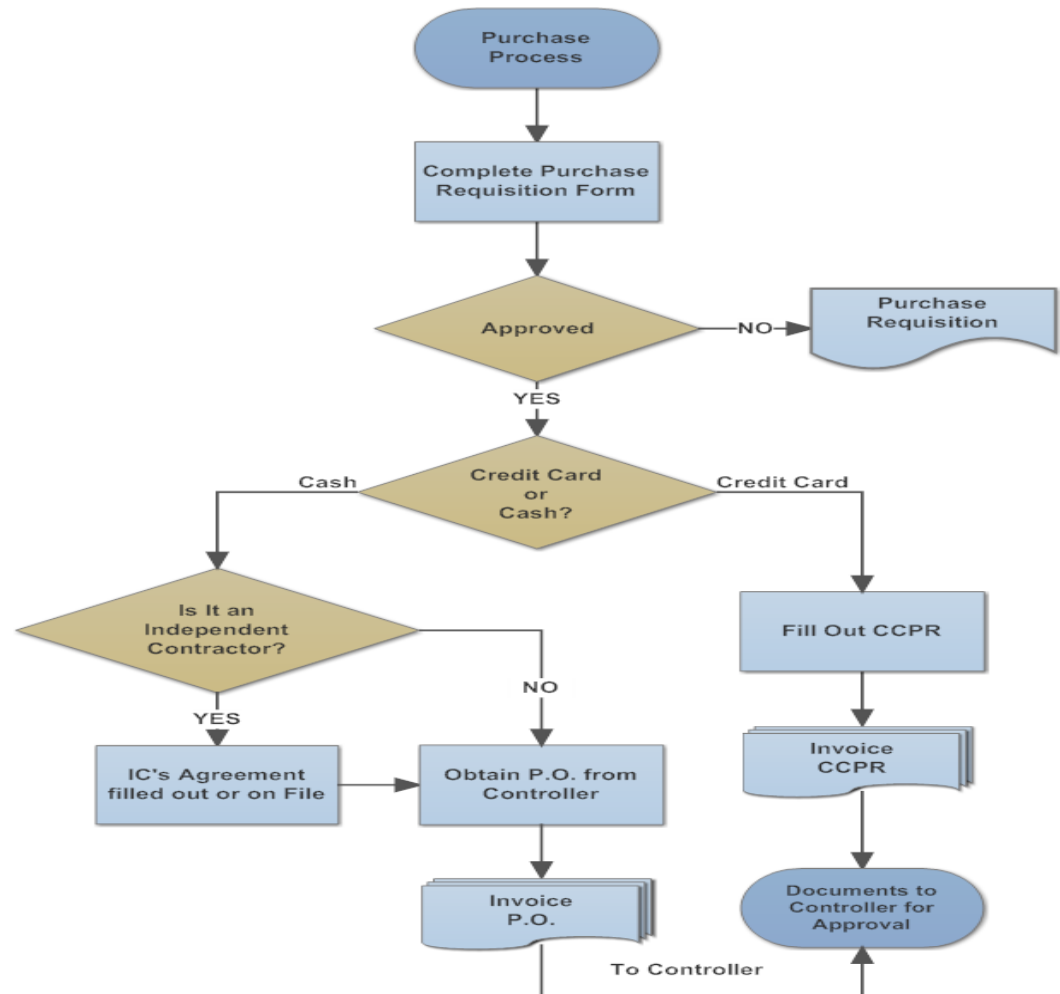 Purchase
Process
Complete Purchase
Requisition Form
Approved
NO
Purchase
Requisition
YES
Credit Card
or
Cash?
Cash
Credit Card
Is It an
Independent
Contractor?
NO
YES
Fill Out CCPR
IC's Agreement
filled out or on File
Obtain P.O. from
Controller
Invoice
CCPR
Invoice
P.O.
Documents to
Controller for
Approval
To Controller